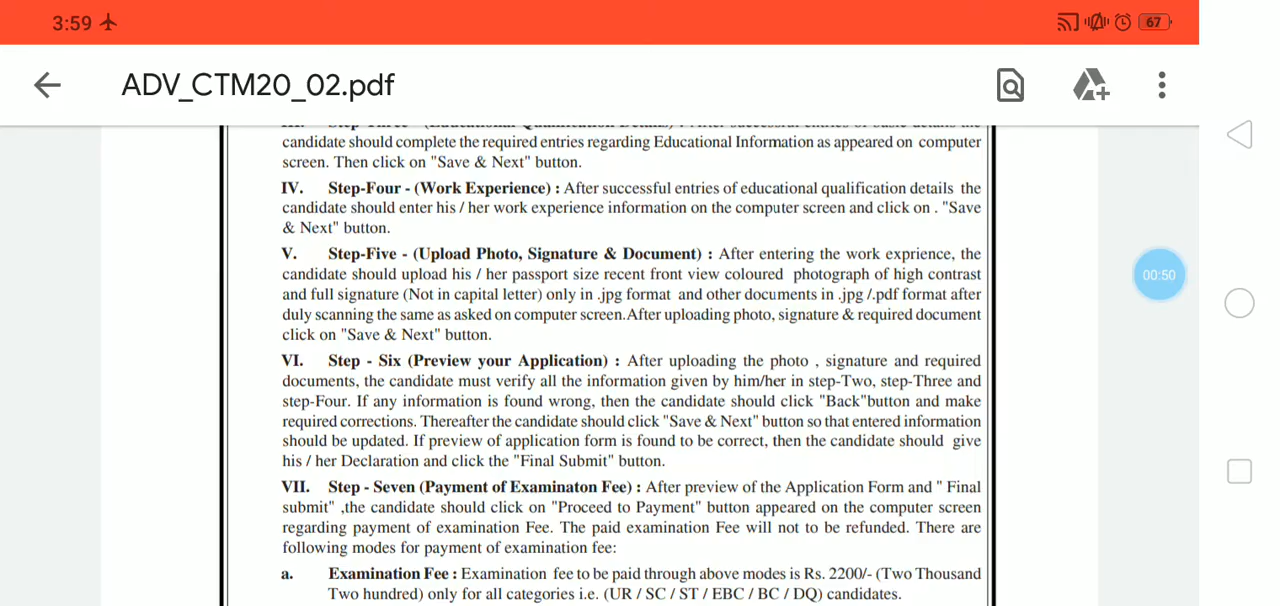 3:59
67
ADV_CTM20_02.pdf
III. Step-Three - (Educational Qualification Details) : After successful entries of basic details the
candidate should complete the required entries regarding Educational Information as appeared on computer
screen. Then click on "Save & Next" button.
IV. Step-Four - (Work Experience) : After successful entries of educational qualification details the
candidate should enter his / her work experience information on the computer screen and click on . "Save
& Next" button.
V. Step-Five - (Upload Photo, Signature & Document) : After entering the work exprience, the
candidate should upload his / her passport size recent front view coloured photograph of high contrast
and full signature (Not in capital letter) only in .jpg format and other documents in .jpg /.pdf format after
duly scanning the same as asked on computer screen.After uploading photo, signature & required document
click on "Save & Next" button.
00:50
VI. Step - Six (Preview your Application) : After uploading the photo , signature and required
documents, the candidate must verify all the information given by him/her in step-Two, step-Three and
step-Four. If any information is found wrong, then the candidate should click "Back"button and make
required corrections. Thereafter the candidate should click "Save & Next" button so that entered information
should be updated. If preview of application form is found to be correct, then the candidate should give
his / her Declaration and click the "Final Submit" button.
VII. Step - Seven (Payment of Examinaton Fee) : After preview of the Application Form and " Final
submit" ,the candidate should click on "Proceed to Payment" button appeared on the computer screen
regarding payment of examination Fee. The paid examination Fee will not to be refunded. There are
following modes for payment of examination fee:
a. Examination Fee : Examination fee to be paid through above modes is Rs. 2200/- (Two Thousand
Two hundred) only for all categories i.e. (UR / SC / ST / EBC / BC / DQ) candidates.